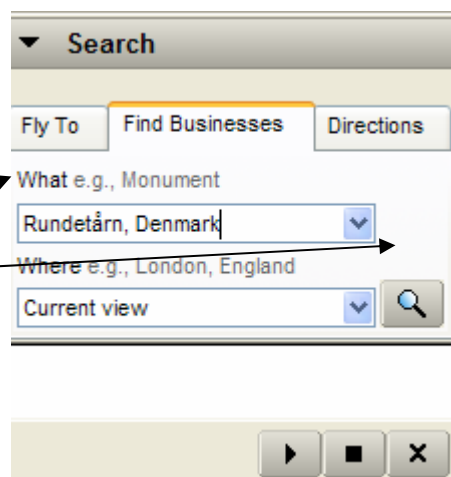 Search
Fly To Find Businesses Directions
What e.g., Monument
Rundetårn, Denmark
Where e.g., London, England
Current view